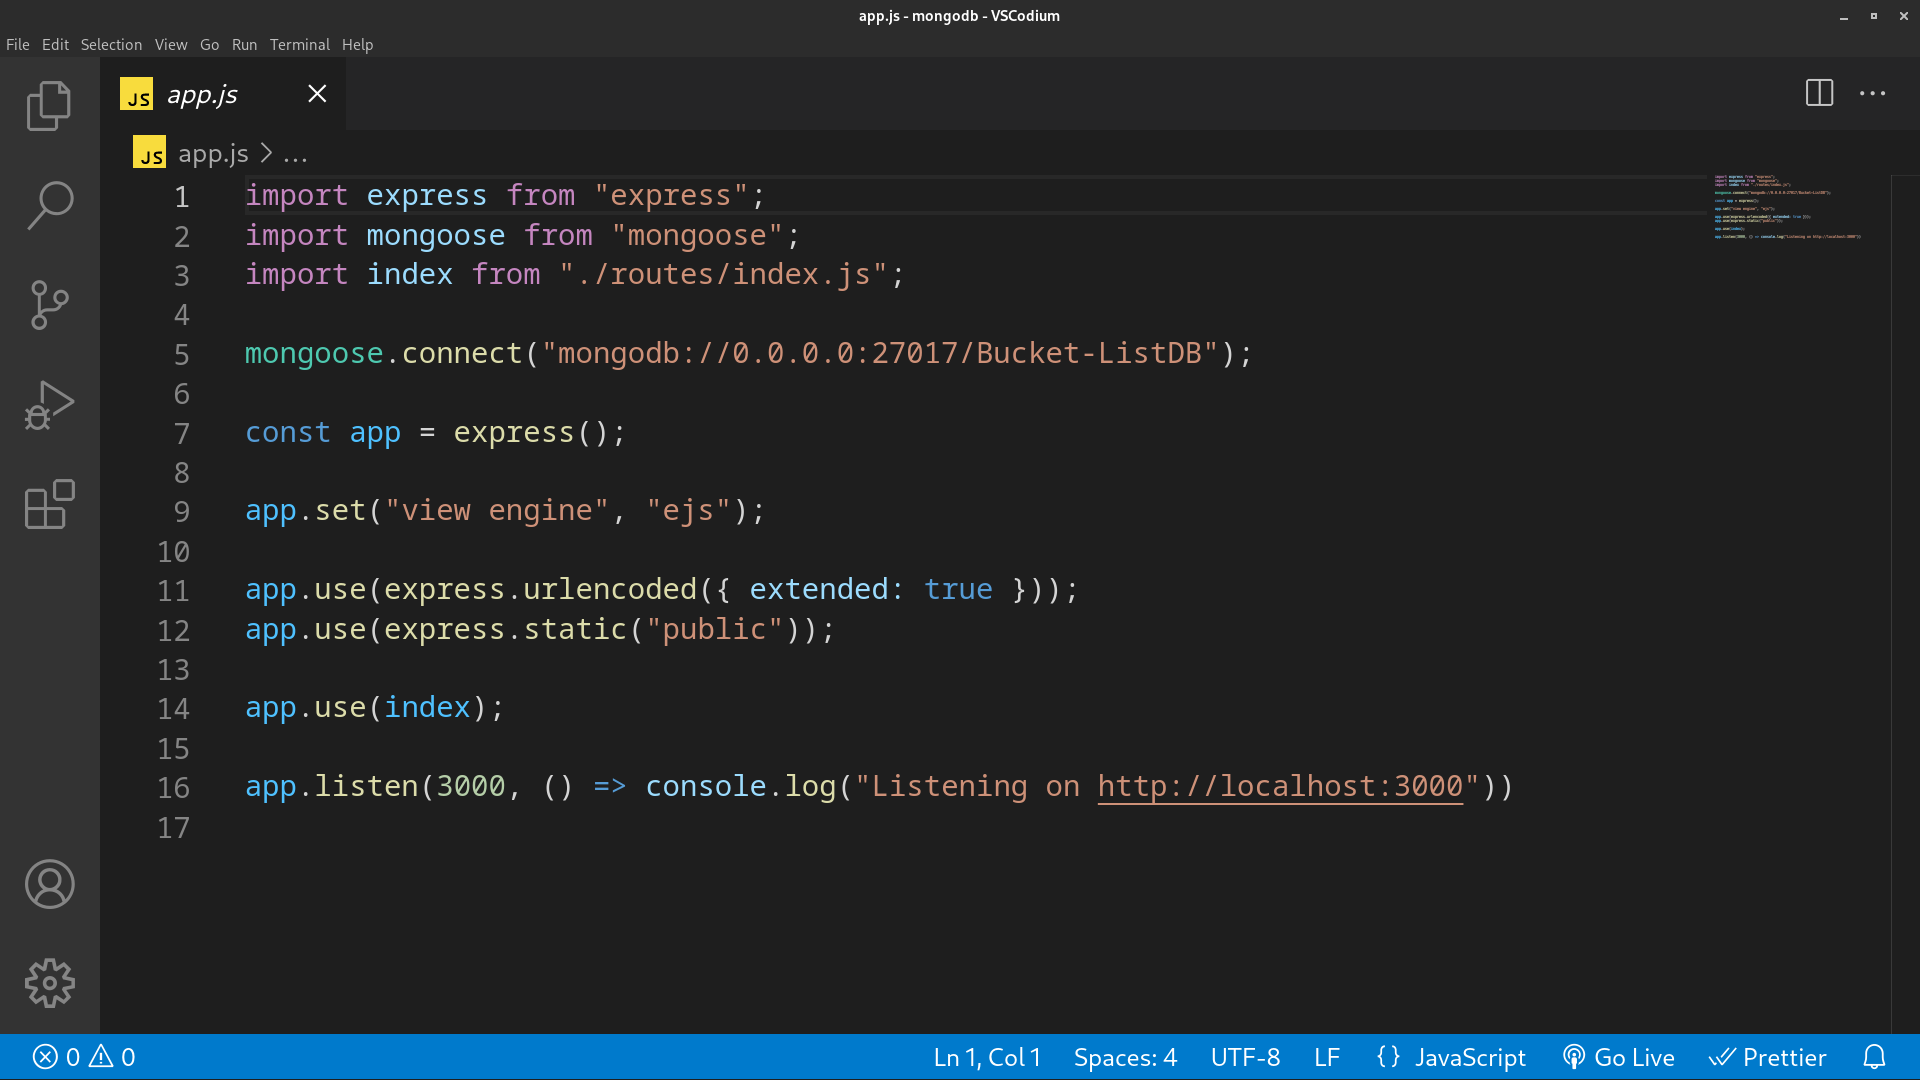 app.js - mongodb - VSCodium
File Edit Selection View Go Run Terminal Help
JS app.js
JS app.js > ...
1 import express from "express";
2 import mongoose from "mongoose";
3 import index from "./routes/index.js";
4
5 mongoose.connect("mongodb://0.0.0.0:27017/Bucket-ListDB");
6
7 const app = express();
8
9 app.set("view engine", "ejs");
10
11 app.use(express.urlencoded({ extended: true }));
12 app.use(express.static("public"));
13
14 app.use(index);
15
16 app.listen(3000, () => console.log("Listening on http://localhost:3000"))
17
0 0 Ln 1, Col 1 Spaces: 4 UTF-8 LF {} JavaScript Go Live Prettier